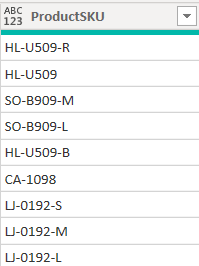 ABC
123
ProductSKU
HL-U509-R
HL-U509
SO-B909-M
SO-B909-L
HL-U509-B
CA-1098
LJ-0192-S
LJ-0192-M
LJ-0192-L